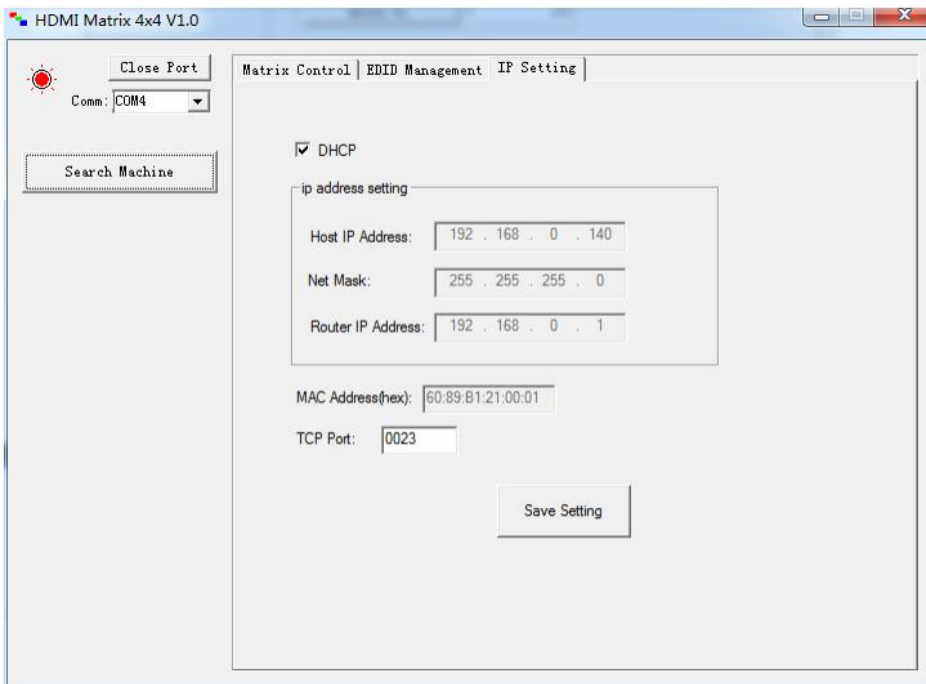 HDMI Matrix 4x4 V1.0
Close Port
Comm: COM4
Search Machine
Matrix Control EDID Management IP Setting
DHCP
ip address setting
Host IP Address: 192 . 168 . 0 . 140
Net Mask: 255 . 255 . 255 . 0
Router IP Address: 192 . 168 . 0 . 1
MAC Address(hex): 60:89:B1:21:00:01
TCP Port: 0023
Save Setting